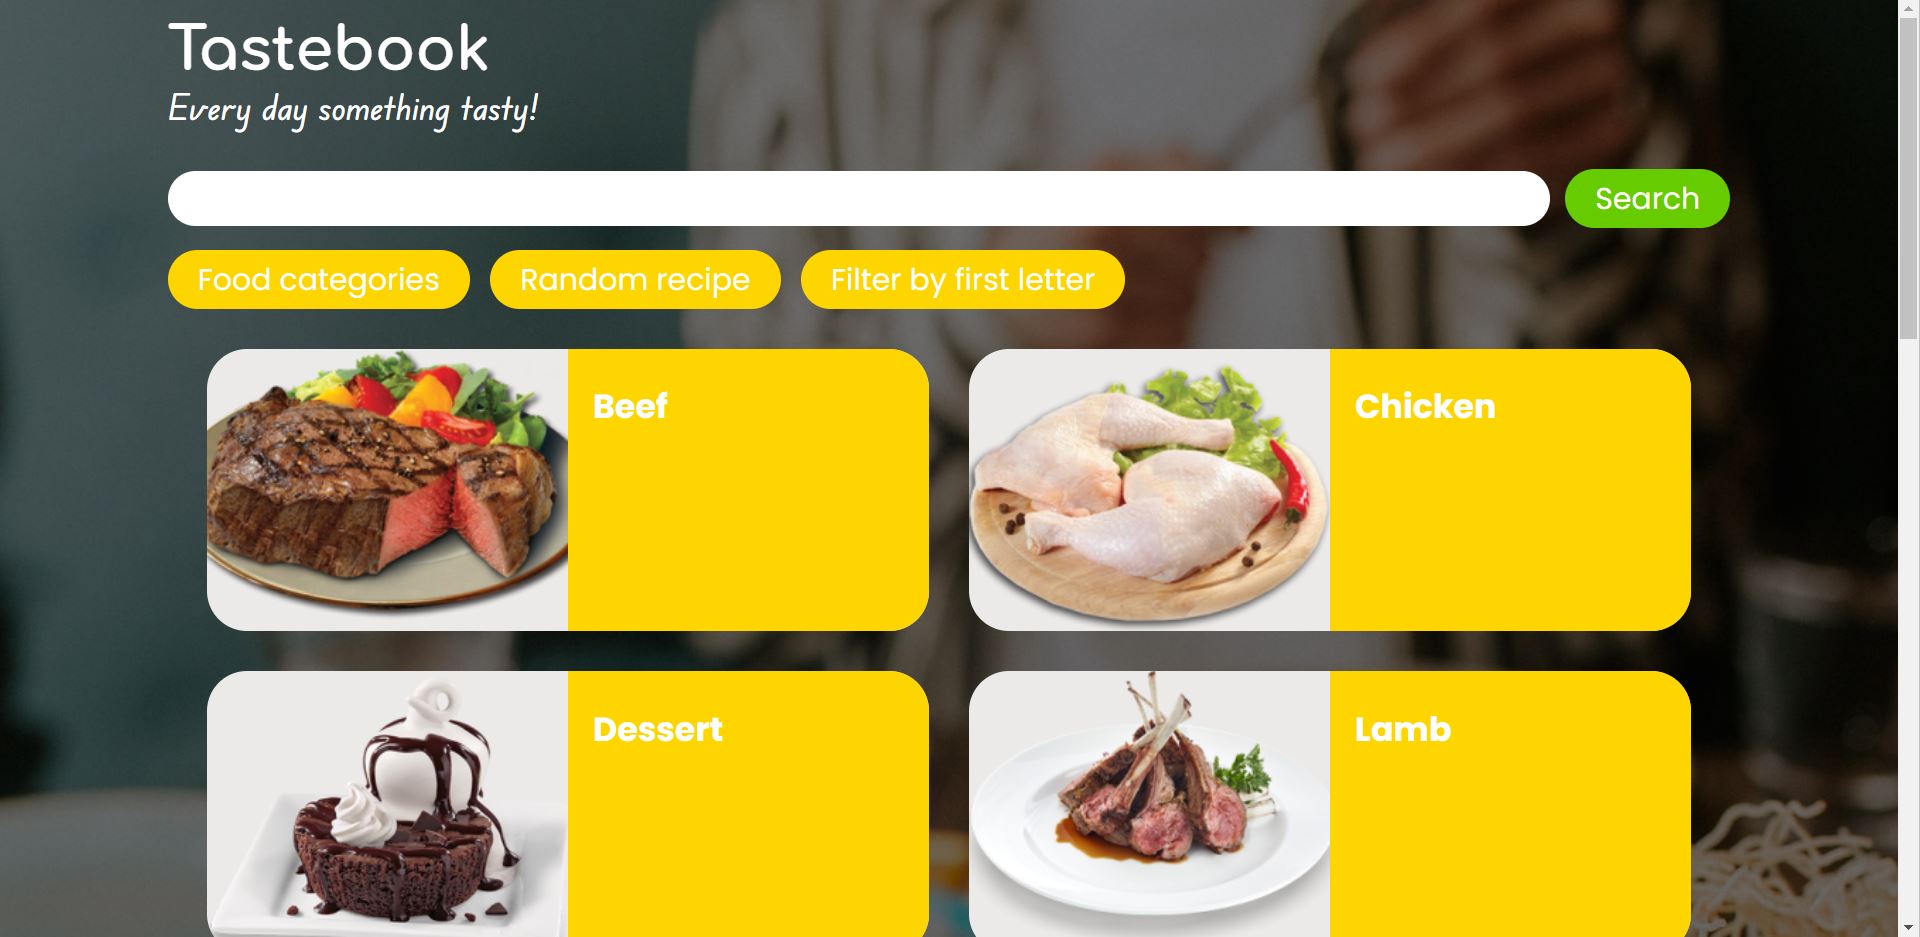 Tastebook
Every day something tasty!
Search
Food categories
Random recipe
Filter by first letter
Beef
Chicken
Dessert
Lamb